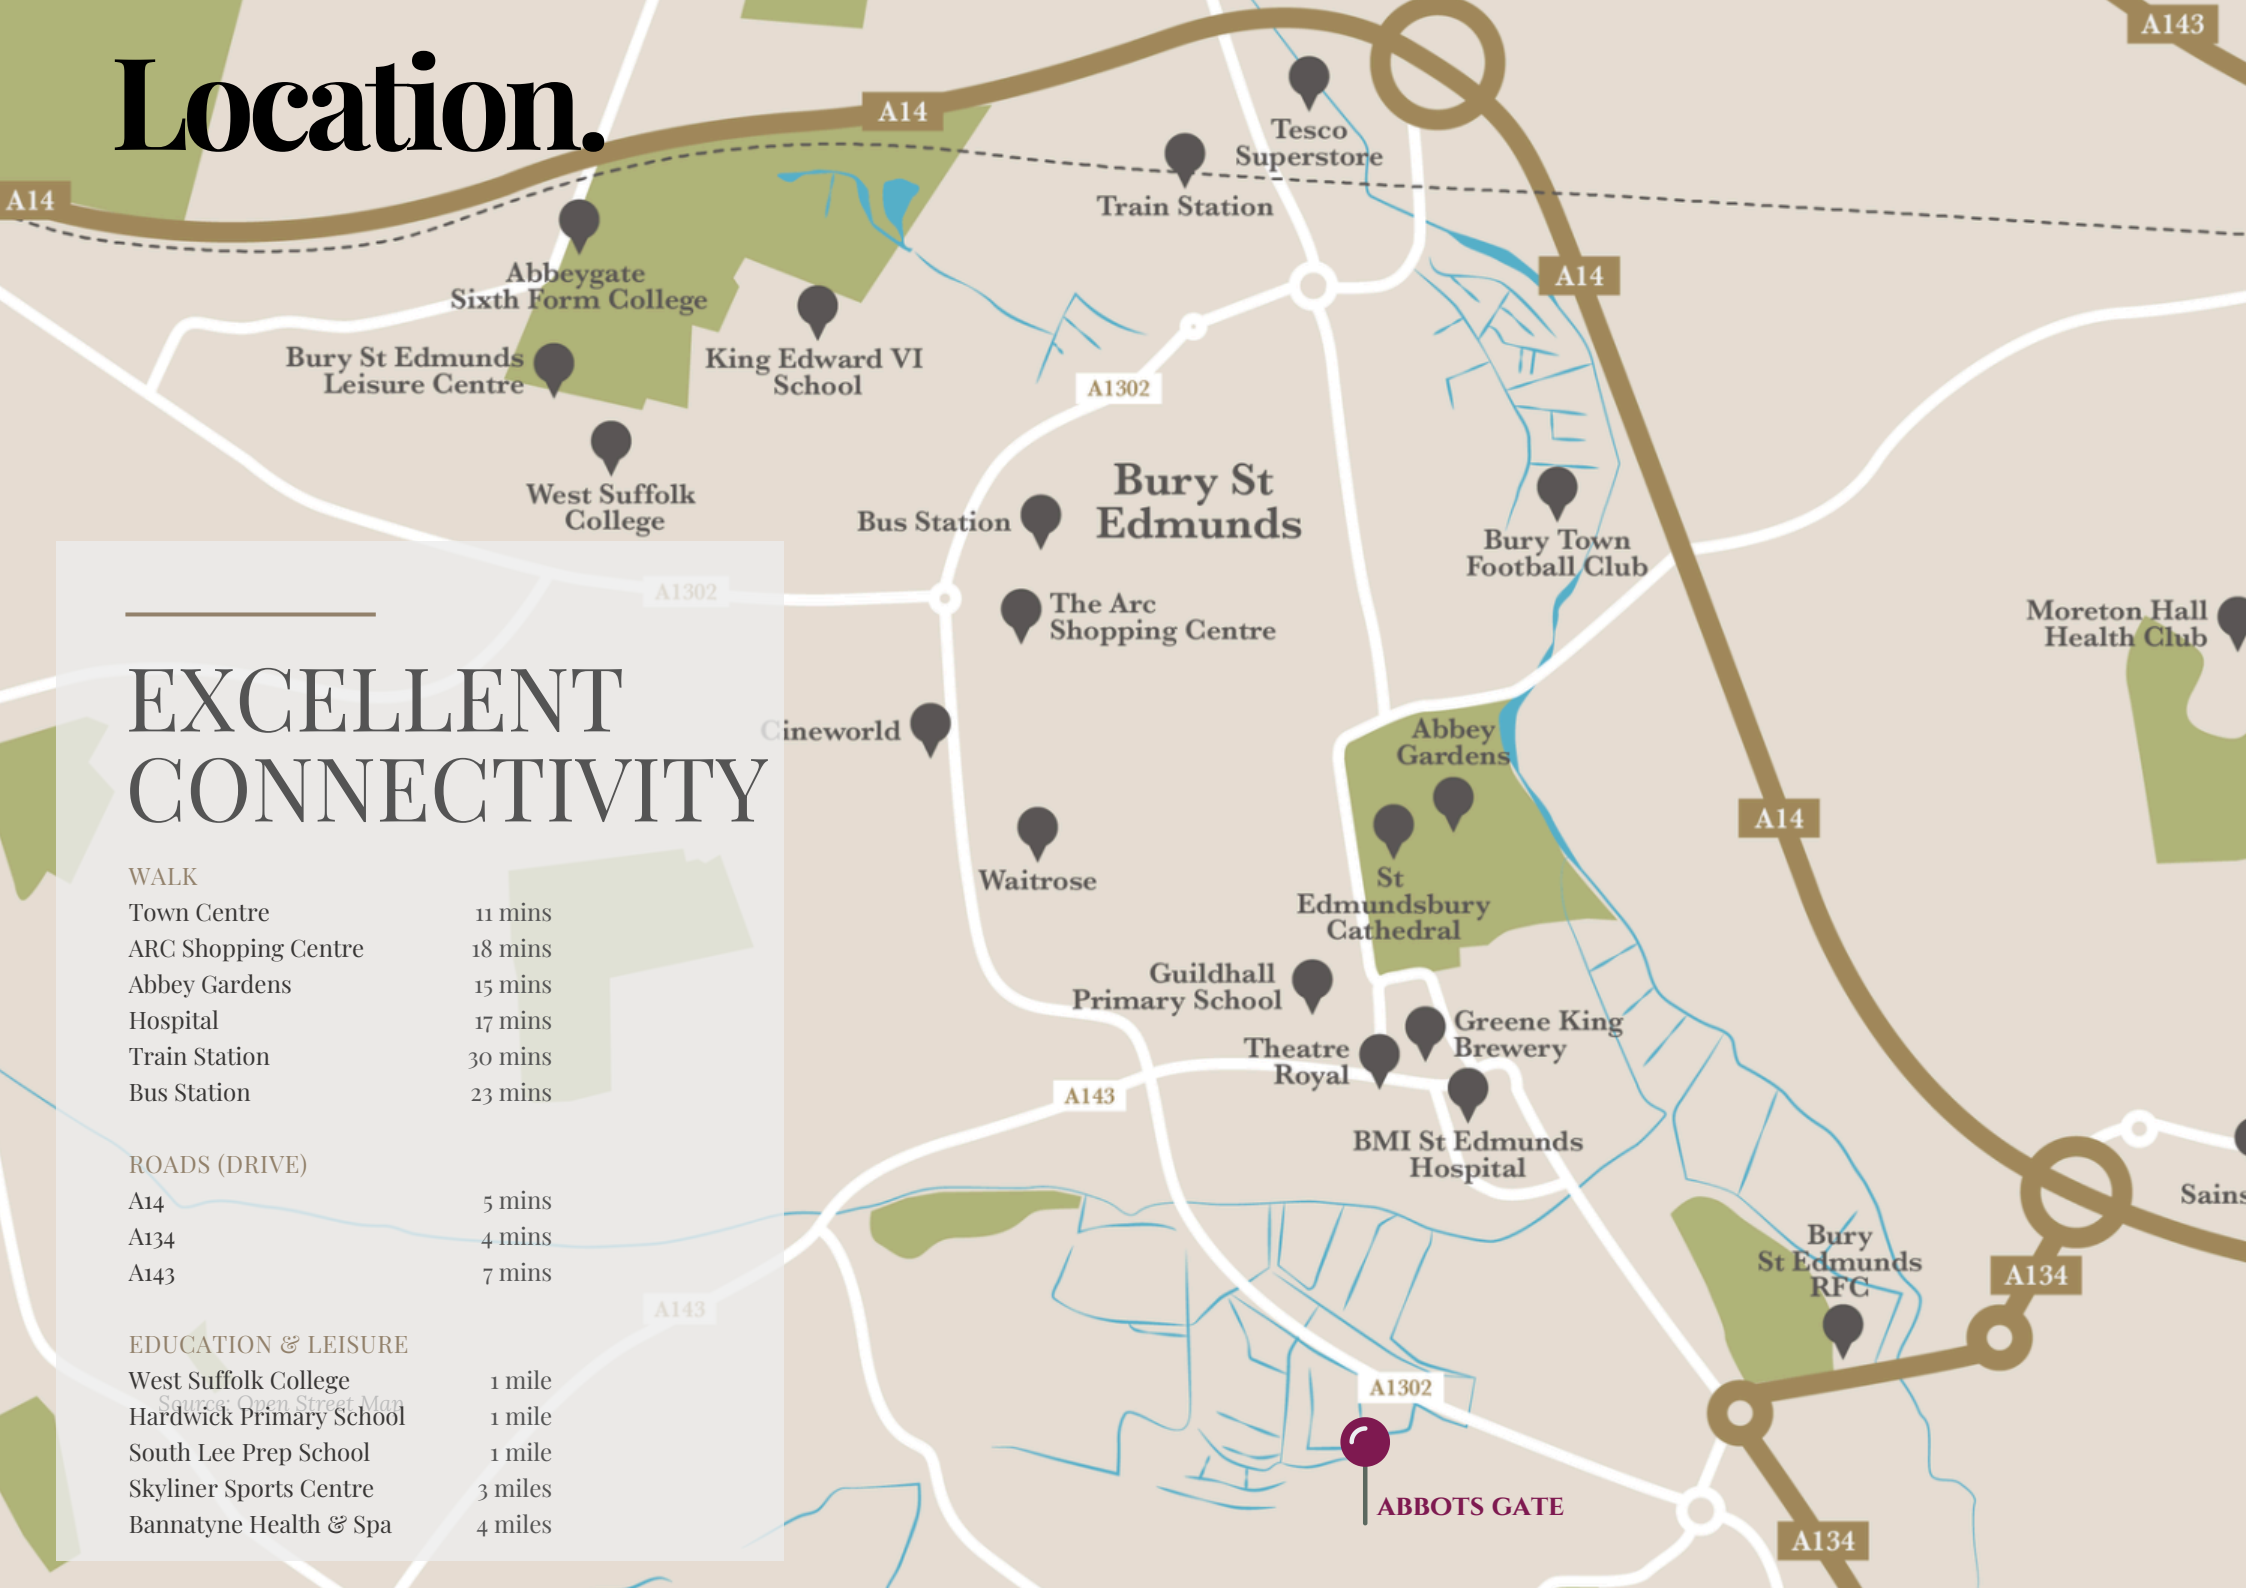 Location.
A143
A14
A14
Tesco
Superstore
Train Station
Abbeygate
Sixth Form College
A14
Bury St Edmunds
Leisure Centre
King Edward VI
School
A1302
West Suffolk
College
Bus Station
Bury St
Edmunds
Bury Town
Football Club
A1302
The Arc
Shopping Centre
Moreton Hall
Health Club
Cineworld
Abbey
Gardens
A14
Waitrose
St
Edmundsbury
Cathedral
Guildhall
Primary School
Greene King
Brewery
Theatre
Royal
A143
BMI St Edmunds
Hospital
Sains
Bury
St Edmunds
RFC
A134
A143
A1302
ABBOTS GATE
A134
EXCELLENT
CONNECTIVITY
WALK
Town Centre 11 mins
ARC Shopping Centre 18 mins
Abbey Gardens 15 mins
Hospital 17 mins
Train Station 30 mins
Bus Station 23 mins
ROADS (DRIVE)
A14 5 mins
A134 4 mins
A143 7 mins
EDUCATION & LEISURE
West Suffolk College 1 mile
Source: Open Street Map
Hardwick Primary School 1 mile
South Lee Prep School 1 mile
Skyliner Sports Centre 3 miles
Bannatyne Health & Spa 4 miles